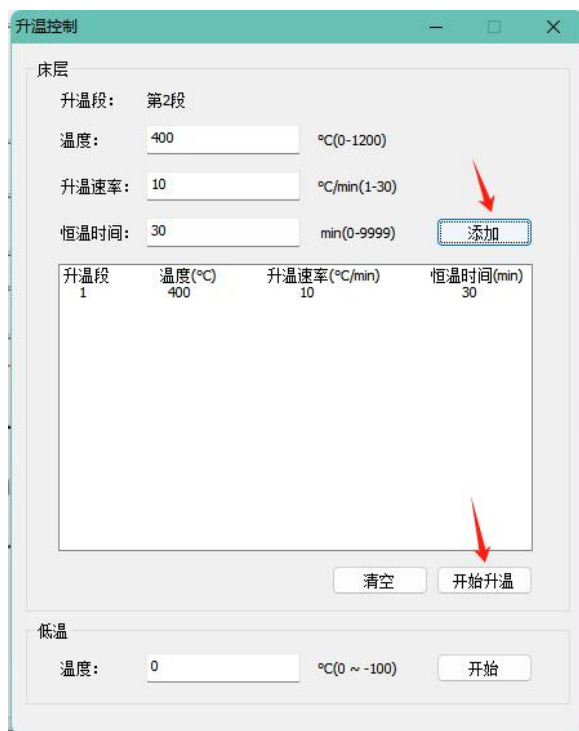 升温控制
床层
升温段： 第2段
温度： 400 °C(0-1200)
升温速率： 10 °C/min(1-30)
恒温时间： 30 min(0-9999) 添加
升温段 温度(°C) 升温速率(°C/min) 恒温时间(min)
1 400 10 30
清空 开始升温
低温
温度： 0 °C(0 ~ -100) 开始